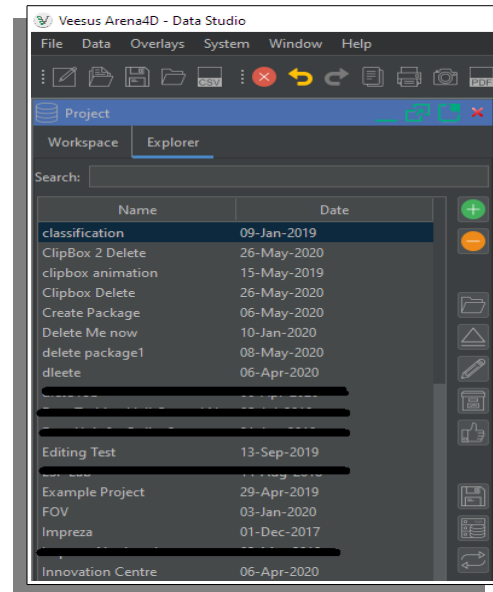 Veesus Arena4D - Data Studio
File Data Overlays System Window Help
CSV PDF
Project
Workspace Explorer
Search:
Name Date
classification 09-Jan-2019
ClipBox 2 Delete 26-May-2020
clipbox animation 15-May-2019
Clipbox Delete 26-May-2020
Create Package 06-May-2020
Delete Me now 10-Jan-2020
delete package1 08-May-2020
dleete 06-Apr-2020
Editing Test 13-Sep-2019
Example Project 29-Apr-2019
FOV 03-Jan-2020
Impreza 01-Dec-2017
Innovation Centre 06-Apr-2020